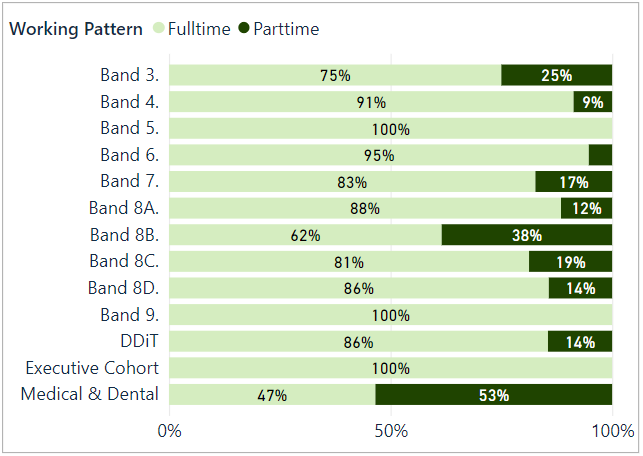 Working Pattern Fulltime Parttime
Band 3. 75% 25%
Band 4. 91% 9%
Band 5. 100%
Band 6. 95%
Band 7. 83% 17%
Band 8A. 88% 12%
Band 8B. 62% 38%
Band 8C. 81% 19%
Band 8D. 86% 14%
Band 9. 100%
DDiT 86% 14%
Executive Cohort 100%
Medical & Dental 47% 53%
0% 50% 100%